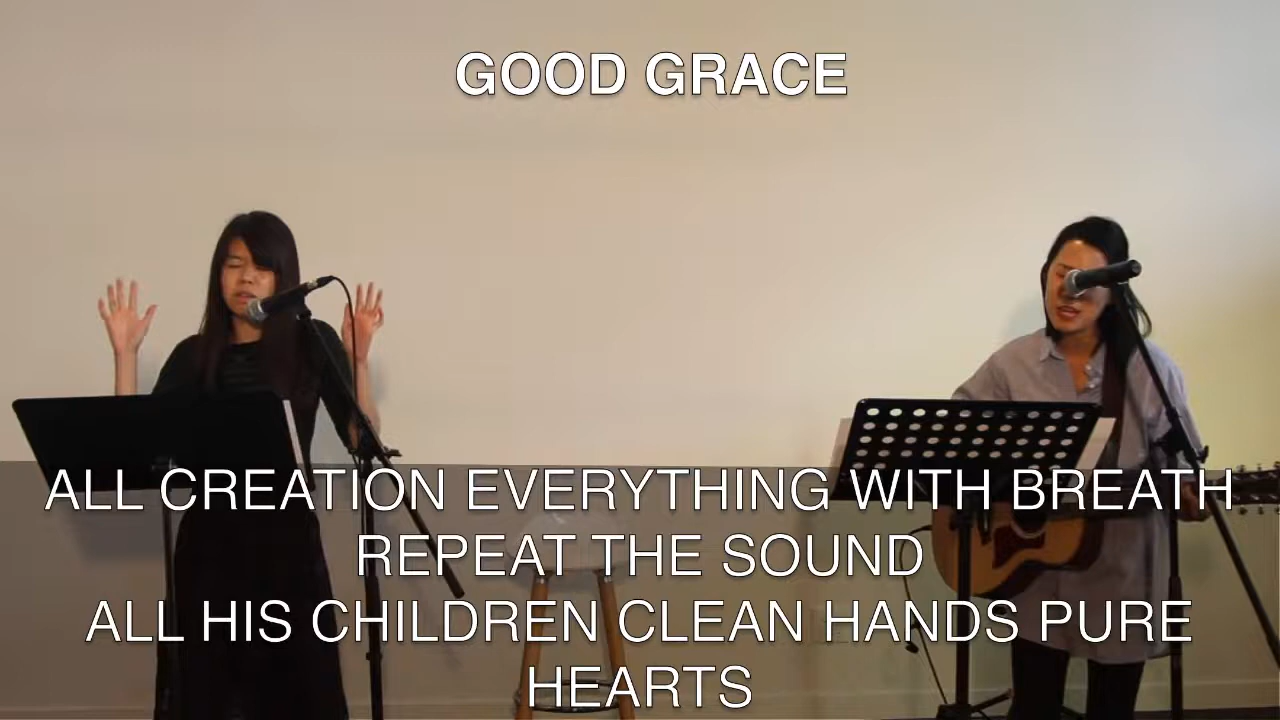 GOOD GRACE
ALL CREATION EVERYTHING WITH BREATH
REPEAT THE SOUND
ALL HIS CHILDREN CLEAN HANDS PURE
HEARTS